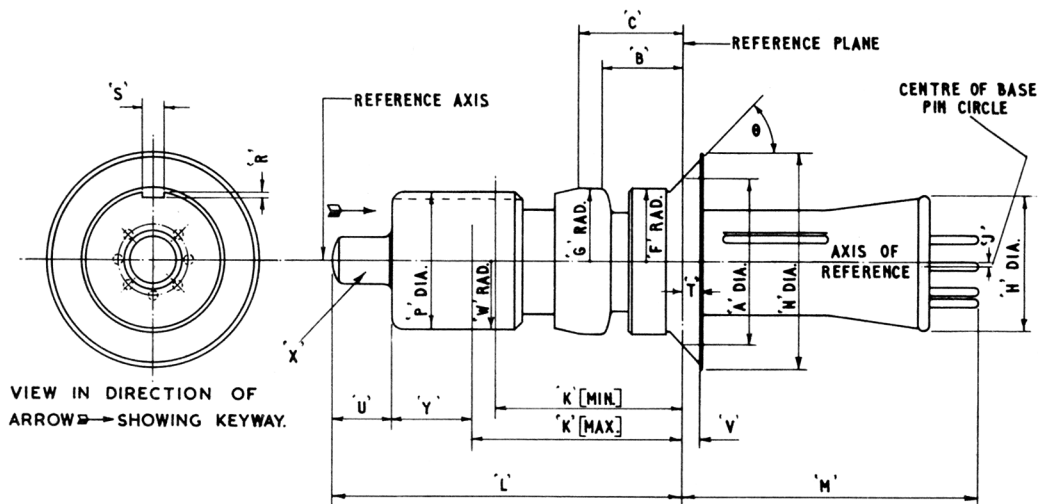 'C'
REFERENCE PLANE
'B'
'S'
REFERENCE AXIS
CENTRE OF BASE
PIN CIRCLE
θ
'R'
'G' RAD.
'F' RAD.
'J'
AXIS OF
REFERENCE
'P' DIA.
'W' RAD.
'T'
'A' DIA.
'N' DIA.
'H' DIA.
'X'
VIEW IN DIRECTION OF
ARROW SHOWING KEYWAY.
'U'
'Y'
'K' [MIN.]
'K' [MAX.]
'V'
'L'
'M'